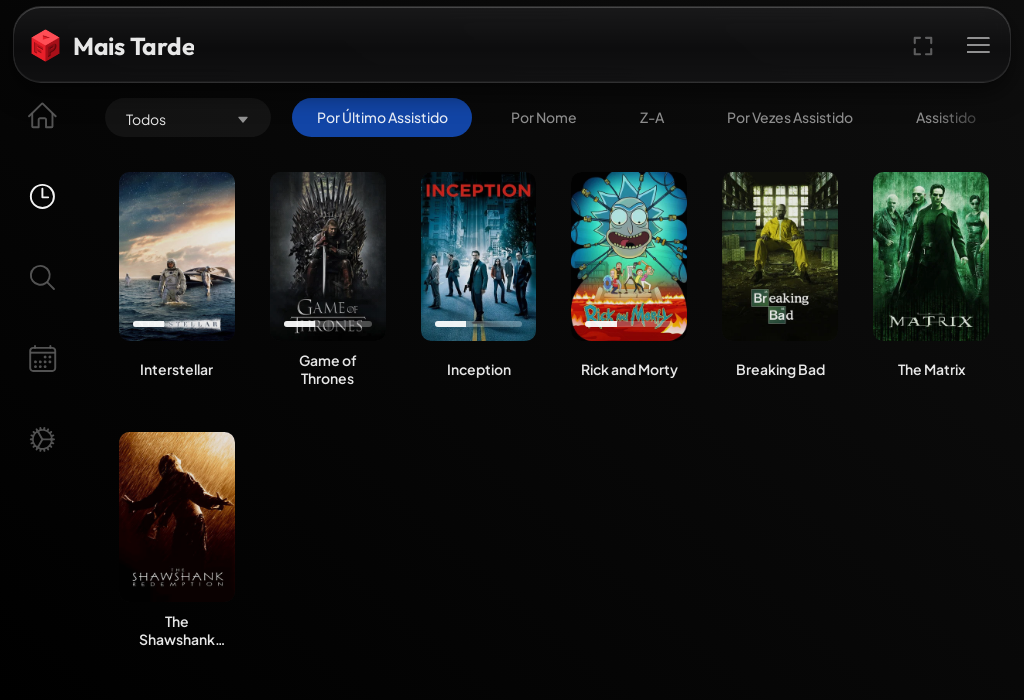 Mais Tarde
Todos
Por Último Assistido
Por Nome
Z-A
Por Vezes Assistido
Assistido
INCEPTION
GAME OF
THRONES
Rick and Morty
Breaking
Bad
MATRIX
Interstellar
Game of
Thrones
Inception
Rick and Morty
Breaking Bad
The Matrix
THE
SHAWSHANK
REDEMPTION
The
Shawshank...